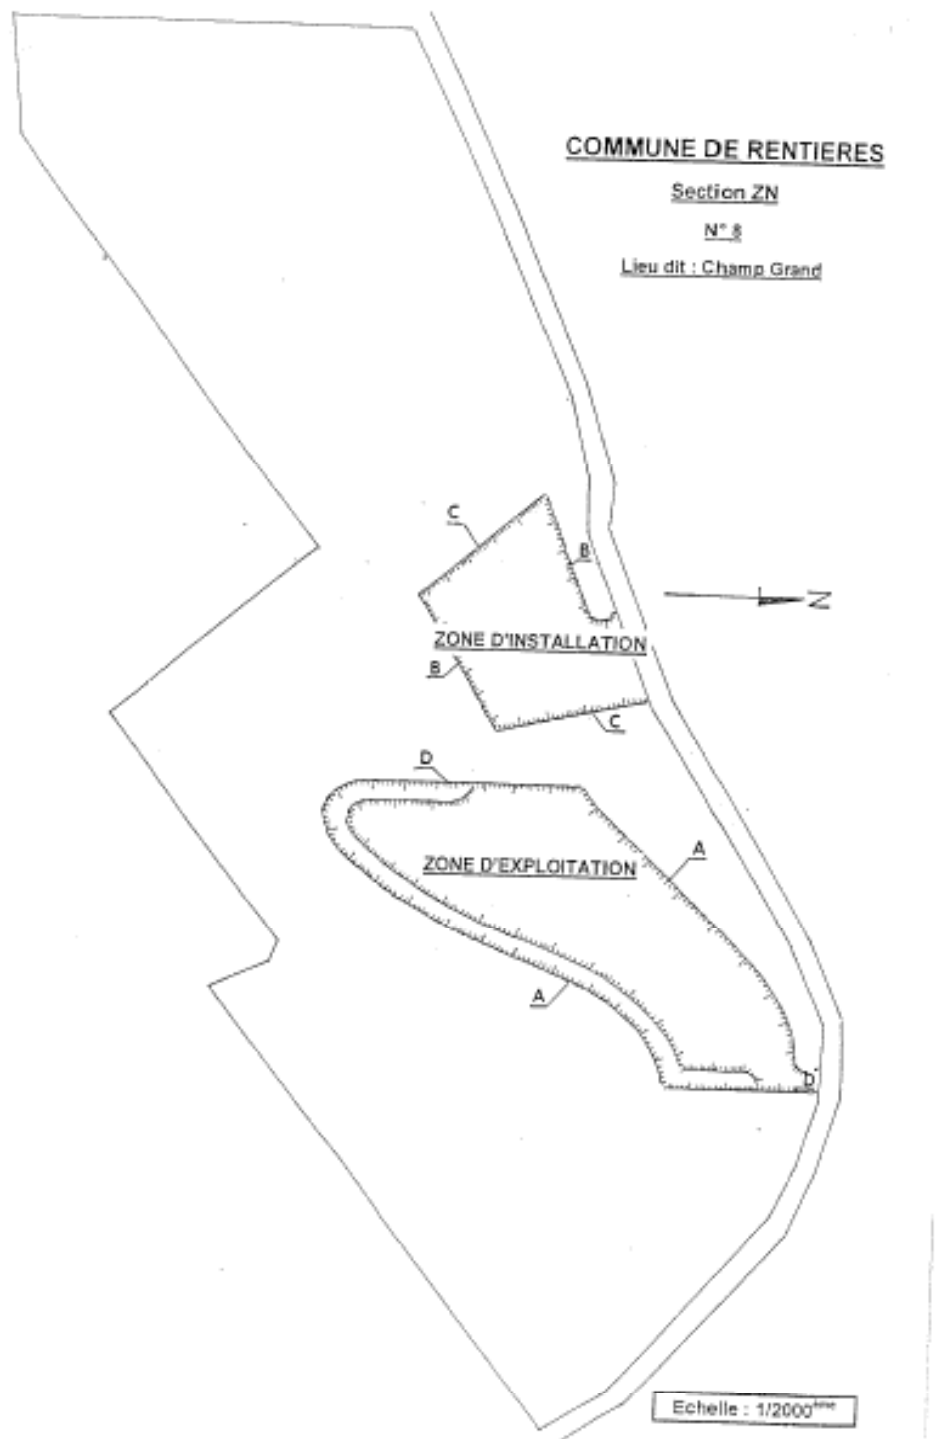 COMMUNE DE RENTIERES
Section ZN
N° 8
Lieu dit : Champ Grand
C
B
N
ZONE D'INSTALLATION
B
C
D
A
ZONE D'EXPLOITATION
A
D
Echelle : 1/2000ème